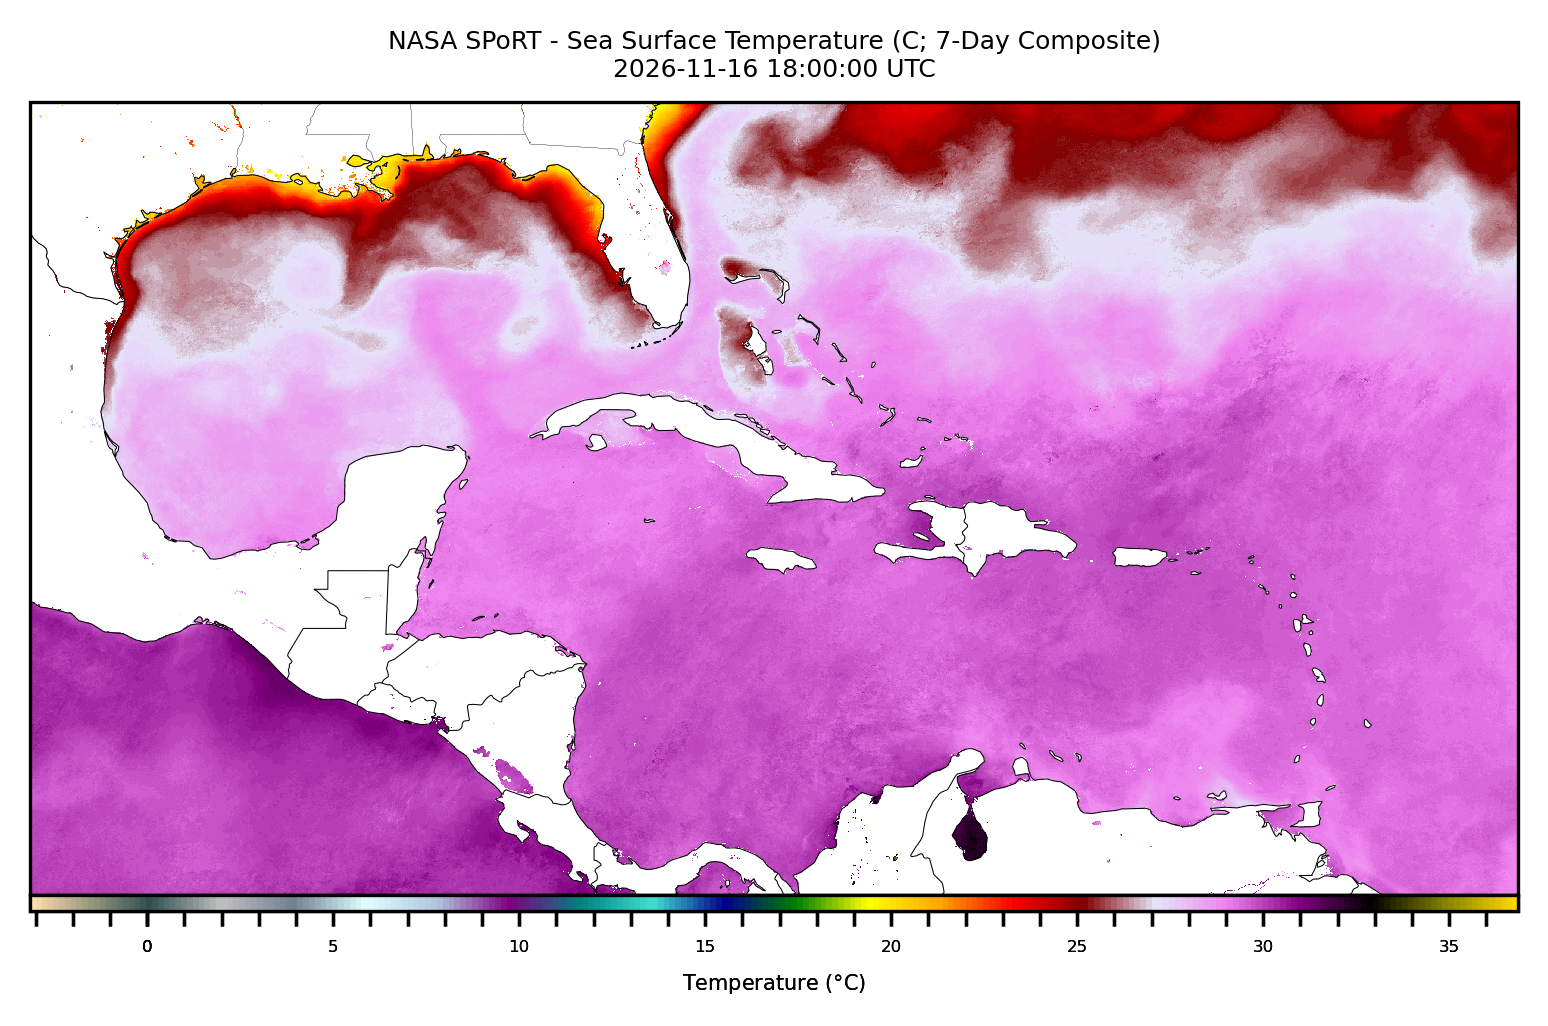 NASA SPoRT - Sea Surface Temperature (C; 7-Day Composite)
2026-11-16 18:00:00 UTC
0 5 10 15 20 25 30 35
Temperature (°C)